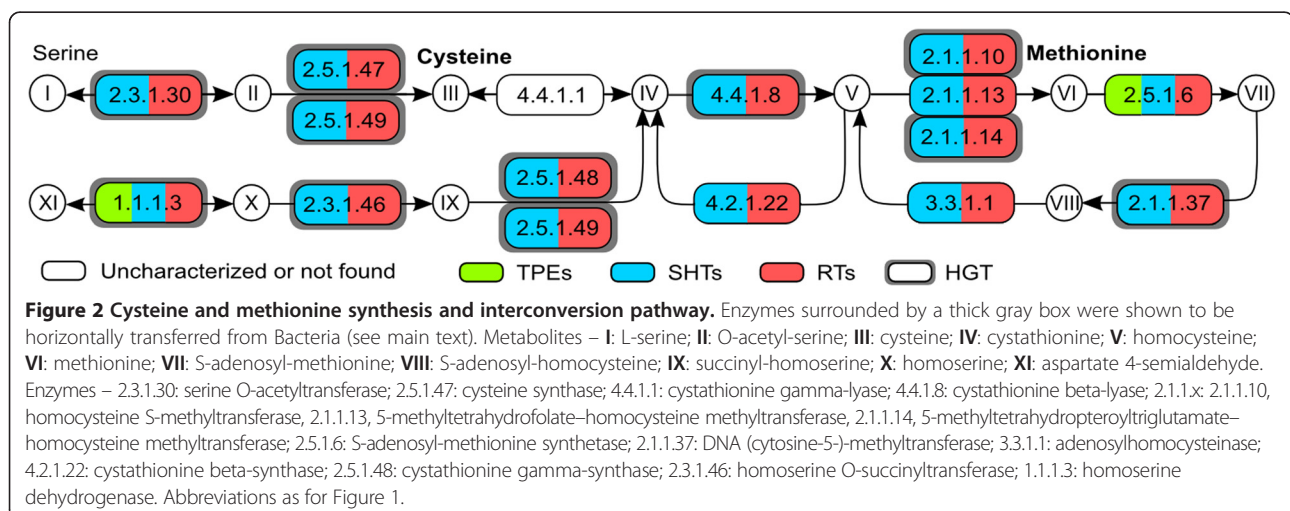 Serine
Cysteine
Methionine
2.5.1.47
2.1.1.10
I
2.3.1.30
II
III
4.4.1.1
IV
4.4.1.8
V
2.1.1.13
VI
2.5.1.6
VII
2.5.1.49
2.1.1.14
2.5.1.48
XI
1.1.1.3
X
2.3.1.46
IX
4.2.1.22
3.3.1.1
VIII
2.1.1.37
2.5.1.49
Uncharacterized or not found
TPEs
SHTs
RTs
HGT
Figure 2 Cysteine and methionine synthesis and interconversion pathway. Enzymes surrounded by a thick gray box were shown to be
horizontally transferred from Bacteria (see main text). Metabolites – I: L-serine; II: O-acetyl-serine; III: cysteine; IV: cystathionine; V: homocysteine;
VI: methionine; VII: S-adenosyl-methionine; VIII: S-adenosyl-homocysteine; IX: succinyl-homoserine; X: homoserine; XI: aspartate 4-semialdehyde.
Enzymes – 2.3.1.30: serine O-acetyltransferase; 2.5.1.47: cysteine synthase; 4.4.1.1: cystathionine gamma-lyase; 4.4.1.8: cystathionine beta-lyase; 2.1.1.x: 2.1.1.10,
homocysteine S-methyltransferase, 2.1.1.13, 5-methyltetrahydrofolate–homocysteine methyltransferase, 2.1.1.14, 5-methyltetrahydropteroyltriglutamate–
homocysteine methyltransferase; 2.5.1.6: S-adenosyl-methionine synthetase; 2.1.1.37: DNA (cytosine-5-)-methyltransferase; 3.3.1.1: adenosylhomocysteinase;
4.2.1.22: cystathionine beta-synthase; 2.5.1.48: cystathionine gamma-synthase; 2.3.1.46: homoserine O-succinyltransferase; 1.1.1.3: homoserine
dehydrogenase. Abbreviations as for Figure 1.